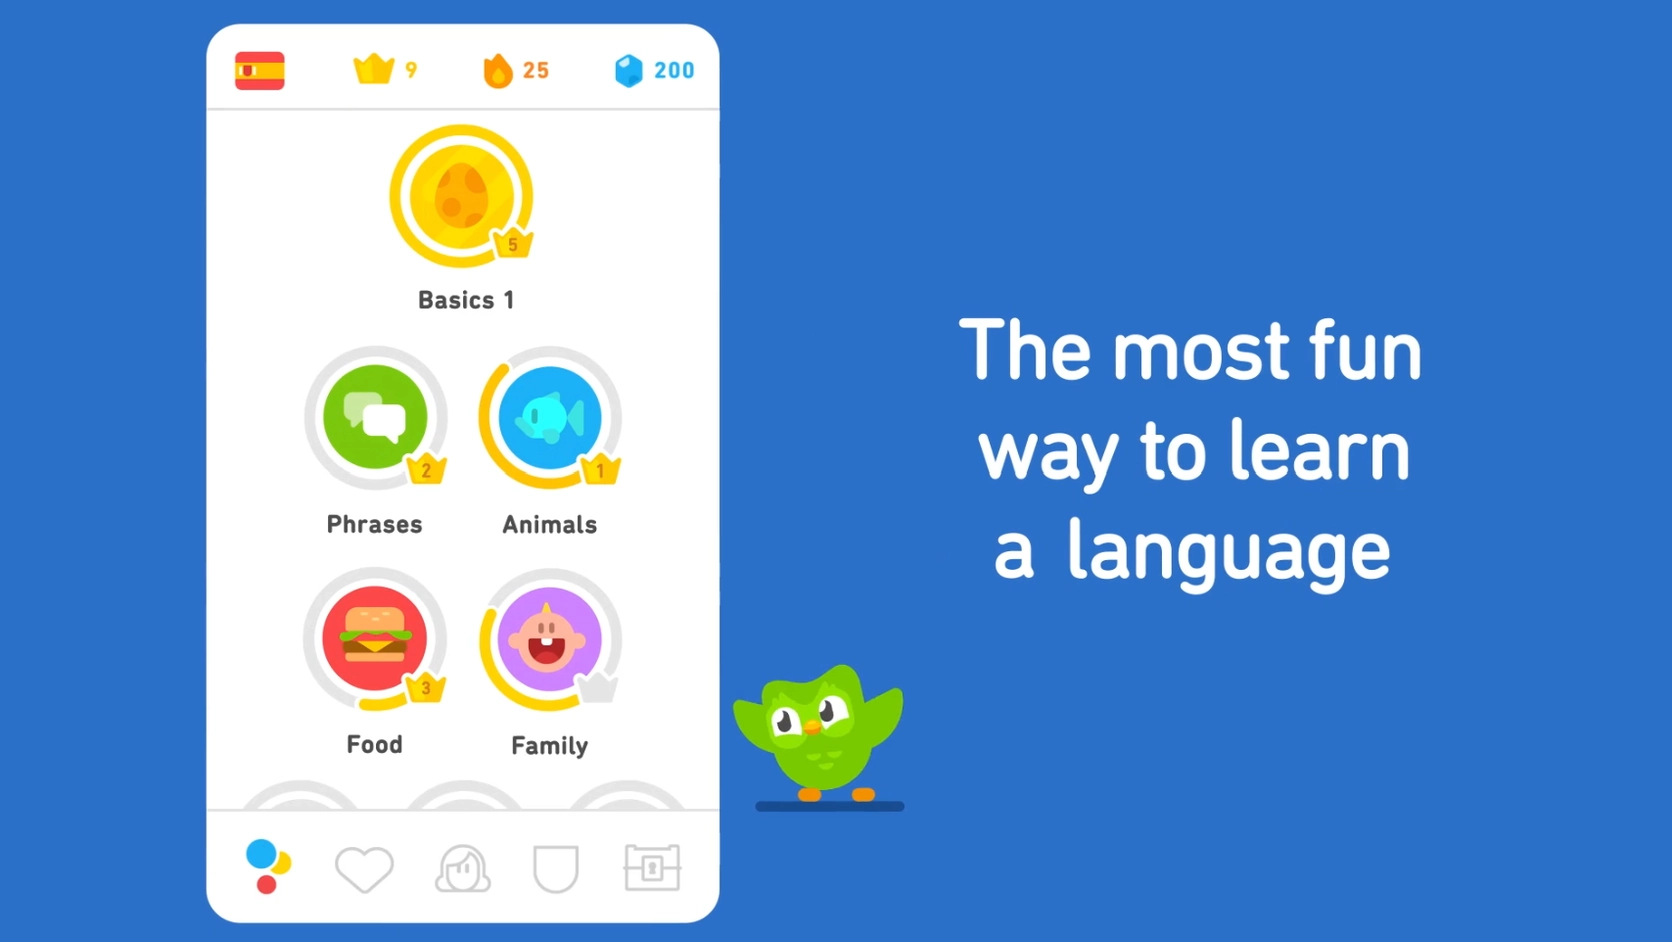 9 25 200
5
Basics 1
2 1
Phrases Animals
3
Food Family
The most fun
way to learn
a language